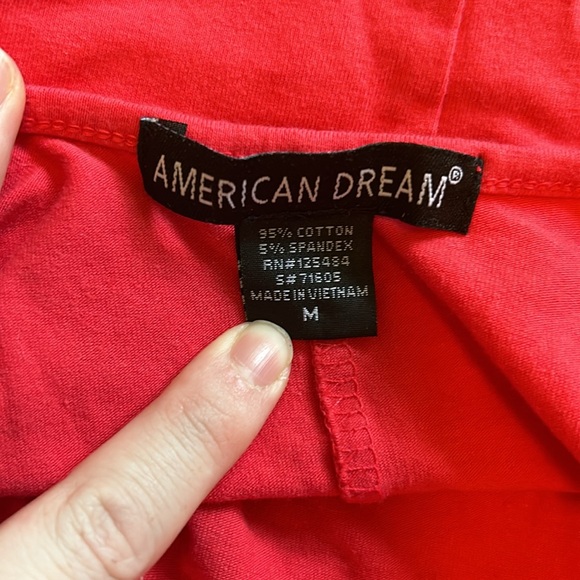 AMERICAN DREAM®
95% COTTON
5% SPANDEX
RN#125484
S#71605
MADE IN VIETNAM
M